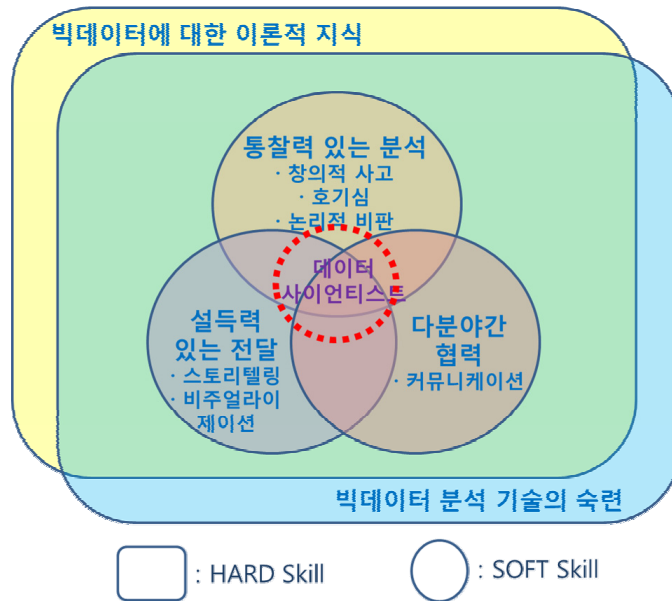 빅데이터에 대한 이론적 지식
통찰력 있는 분석
· 창의적 사고
· 호기심
· 논리적 비판
데이터
사이언티스트
설득력
있는 전달
· 스토리텔링
· 비주얼라이
제이션
다분야간
협력
· 커뮤니케이션
빅데이터 분석 기술의 숙련
: HARD Skill
: SOFT Skill